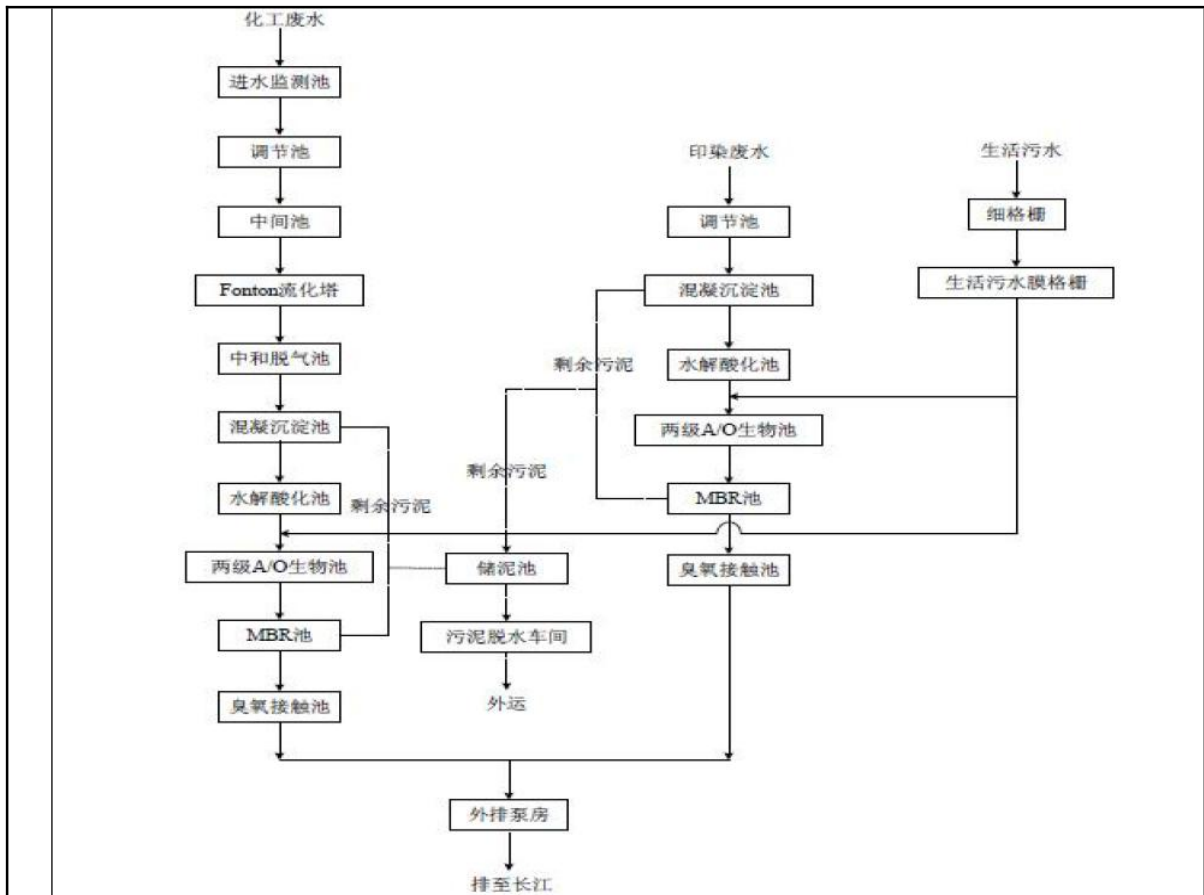 化工废水
进水监测池
调节池
中间池
Fonton流化塔
中和脱气池
混凝沉淀池
水解酸化池
剩余污泥
两级A/O生物池
MBR池
臭氧接触池
印染废水
调节池
混凝沉淀池
剩余污泥
水解酸化池
两级A/O生物池
剩余污泥
MBR池
臭氧接触池
生活污水
细格栅
生活污水膜格栅
储泥池
污泥脱水车间
外运
外排泵房
排至长江